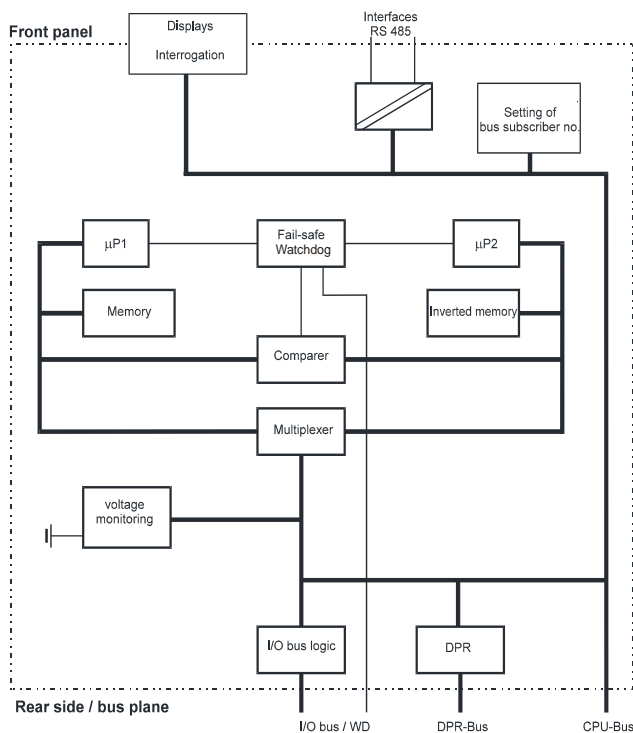 Displays
Interrogation
Interfaces
RS 485
Front panel
Setting of
bus subscriber no.
µP1
Fail-safe
Watchdog
µP2
Memory
Inverted memory
Comparer
Multiplexer
voltage
monitoring
I/O bus logic
DPR
Rear side / bus plane
I/O bus / WD
DPR-Bus
CPU-Bus